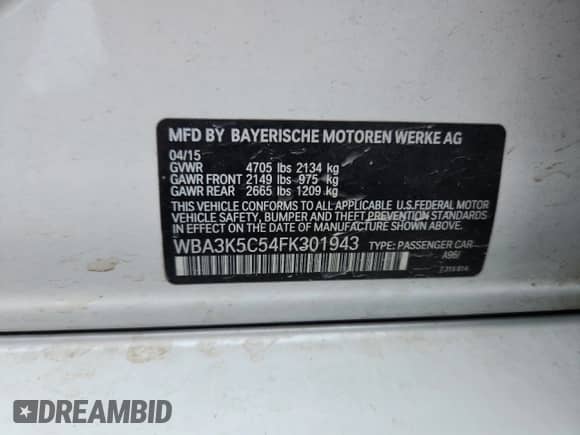 MFD BY BAYERISCHE MOTOREN WERKE AG
04/15
GVWR 4705 lbs 2134 kg
GAWR FRONT 2149 lbs 975 kg
GAWR REAR 2665 lbs 1209 kg
THIS VEHICLE CONFORMS TO ALL APPLICABLE U.S.FEDERAL MOTOR
VEHICLE SAFETY, BUMPER AND THEFT PREVENTION STANDARDS
IN EFFECT ON THE DATE OF MANUFACTURE SHOWN ABOVE.
WBA3K5C54FK301943 TYPE: PASSENGER CAR
A96/
DREAMBID